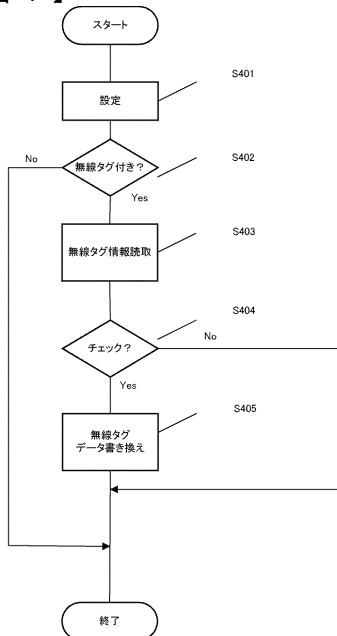 スタート
設定
S401
無線タグ付き？
S402
No
Yes
無線タグ情報読取
S403
チェック？
S404
No
Yes
無線タグ
データ書き換え
S405
終了